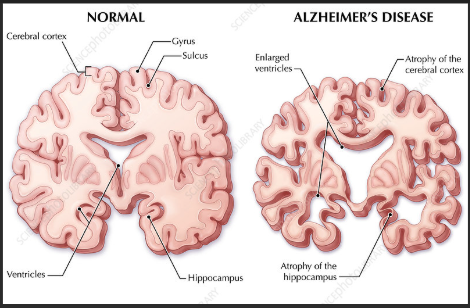 NORMAL
ALZHEIMER'S DISEASE
Cerebral cortex
Gyrus
Sulcus
Ventricles
Hippocampus
Enlarged
ventricles
Atrophy of the
cerebral cortex
Atrophy of the
hippocampus